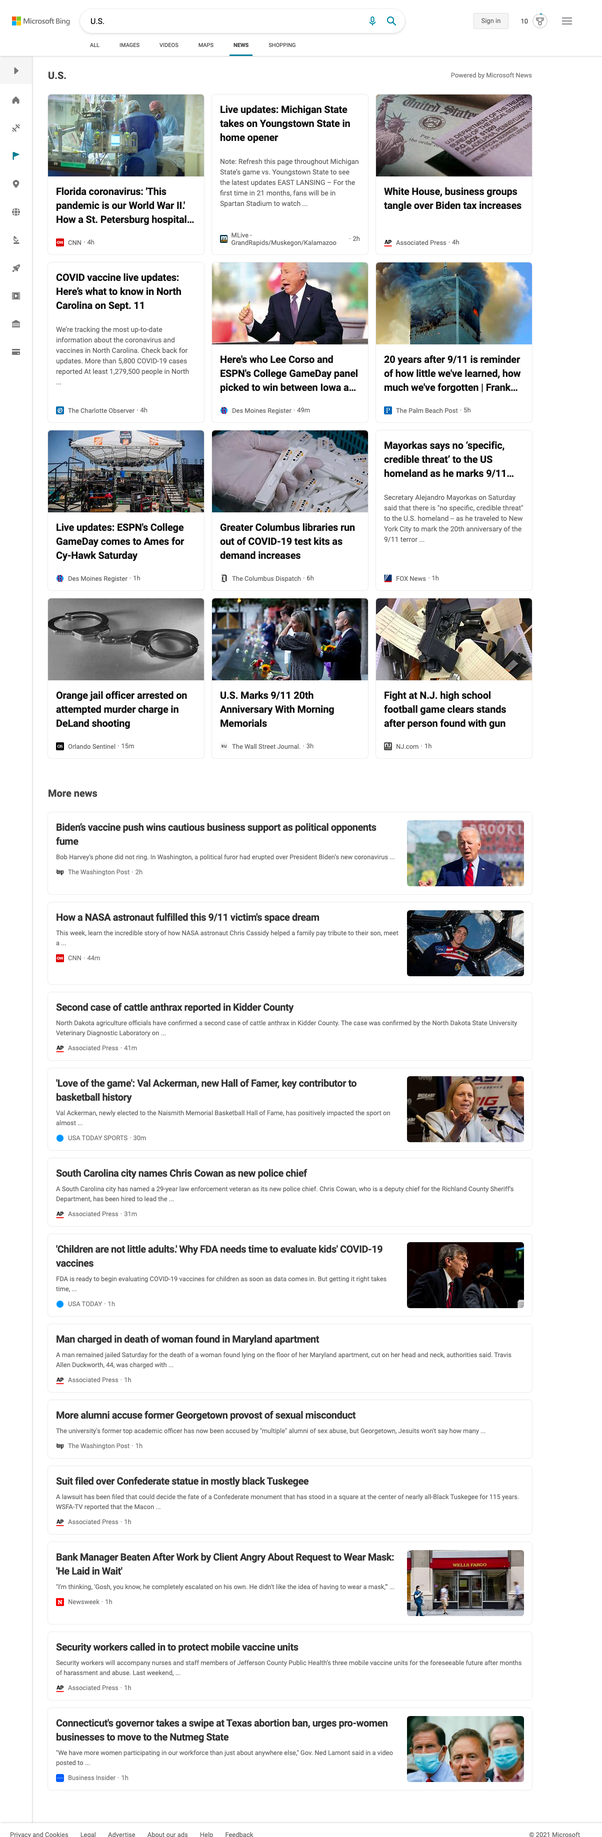 Microsoft Bing
U.S.
Sign in
10
ALL
IMAGES
VIDEOS
MAPS
NEWS
SHOPPING
U.S.
Powered by Microsoft News
Florida coronavirus: 'This
pandemic is our World War II.'
How a St. Petersburg hospital...
CNN · 4h
Live updates: Michigan State
takes on Youngstown State in
home opener
Note: Refresh this page throughout Michigan
State's game vs. Youngstown State to see
the latest updates EAST LANSING – For the
first time in 21 months, fans will be in
Spartan Stadium to watch ...
MLive -
GrandRapids/Muskegon/Kalamazoo · 2h
White House, business groups
tangle over Biden tax increases
AP Associated Press · 4h
COVID vaccine live updates:
Here's what to know in North
Carolina on Sept. 11
We're tracking the most up-to-date
information about the coronavirus and
vaccines in North Carolina. Check back for
updates. More than 5,800 COVID-19 cases
reported At least 1,279,500 people in North
...
The Charlotte Observer · 4h
Here's who Lee Corso and
ESPN's College GameDay panel
picked to win between Iowa a...
Des Moines Register · 49m
20 years after 9/11 is reminder
of how little we've learned, how
much we've forgotten | Frank...
The Palm Beach Post · 5h
Live updates: ESPN's College
GameDay comes to Ames for
Cy-Hawk Saturday
Des Moines Register · 1h
Greater Columbus libraries run
out of COVID-19 test kits as
demand increases
The Columbus Dispatch · 6h
Mayorkas says no 'specific,
credible threat' to the US
homeland as he marks 9/11...
Secretary Alejandro Mayorkas on Saturday
said that there is "no specific, credible threat"
to the U.S. homeland – as he traveled to New
York City to mark the 20th anniversary of the
9/11 terror ...
FOX News · 1h
Orange jail officer arrested on
attempted murder charge in
DeLand shooting
Orlando Sentinel · 15m
U.S. Marks 9/11 20th
Anniversary With Morning
Memorials
The Wall Street Journal. · 3h
Fight at N.J. high school
football game clears stands
after person found with gun
NJ.com · 1h
More news
Biden's vaccine push wins cautious business support as political opponents
fume
Bob Harvey's phone did not ring. In Washington, a political furor had erupted over President Biden's new coronavirus ...
The Washington Post · 2h
How a NASA astronaut fulfilled this 9/11 victim's space dream
This week, learn the incredible story of how NASA astronaut Chris Cassidy helped a family pay tribute to their son, meet
a ...
CNN · 44m
Second case of cattle anthrax reported in Kidder County
North Dakota agriculture officials have confirmed a second case of cattle anthrax in Kidder County. The case was confirmed by the North Dakota State University
Veterinary Diagnostic Laboratory on ...
AP Associated Press · 41m
'Love of the game': Val Ackerman, new Hall of Famer, key contributor to
basketball history
Val Ackerman, newly elected to the Naismith Memorial Basketball Hall of Fame, has positively impacted the sport on
almost ...
USA TODAY SPORTS · 30m
South Carolina city names Chris Cowan as new police chief
A South Carolina city has named a 29-year law enforcement veteran as its new police chief. Chris Cowan, who is a deputy chief for the Richland County Sheriff's
Department, has been hired to lead the ...
AP Associated Press · 31m
'Children are not little adults.' Why FDA needs time to evaluate kids' COVID-19
vaccines
FDA is ready to begin evaluating COVID-19 vaccines for children as soon as data comes in. But getting it right takes
time, ...
USA TODAY · 1h
Man charged in death of woman found in Maryland apartment
A man remained jailed Saturday for the death of a woman found lying on the floor of her Maryland apartment, cut on her head and neck, authorities said. Travis
Allen Duckworth, 44, was charged with ...
AP Associated Press · 1h
More alumni accuse former Georgetown provost of sexual misconduct
The university's former top academic officer has now been accused by "multiple" alumni of sex abuse, but Georgetown, Jesuits won't say how many ...
The Washington Post · 1h
Suit filed over Confederate statue in mostly black Tuskegee
A lawsuit has been filed that could decide the fate of a Confederate monument that has stood in a square at the center of nearly all-Black Tuskegee for 115 years.
WSFA-TV reported that the Macon ...
AP Associated Press · 1h
Bank Manager Beaten After Work by Client Angry About Request to Wear Mask:
'He Laid in Wait'
"I'm thinking, 'Gosh, you know, he completely escalated on his own. He didn't like the idea of having to wear a mask,'" ...
Newsweek · 1h
WELLS FARGO
Security workers called in to protect mobile vaccine units
Security workers will accompany nurses and staff members of Jefferson County Public Health's three mobile vaccine units for the foreseeable future after months
of harassment and abuse. Last weekend, ...
AP Associated Press · 1h
Connecticut's governor takes a swipe at Texas abortion ban, urges pro-women
businesses to move to the Nutmeg State
"We have more women participating in our workforce than just about anywhere else," Gov. Ned Lamont said in a video
posted to ...
Business Insider · 1h
Privacy and Cookies
Legal
Advertise
About our ads
Help
Feedback
© 2021 Microsoft